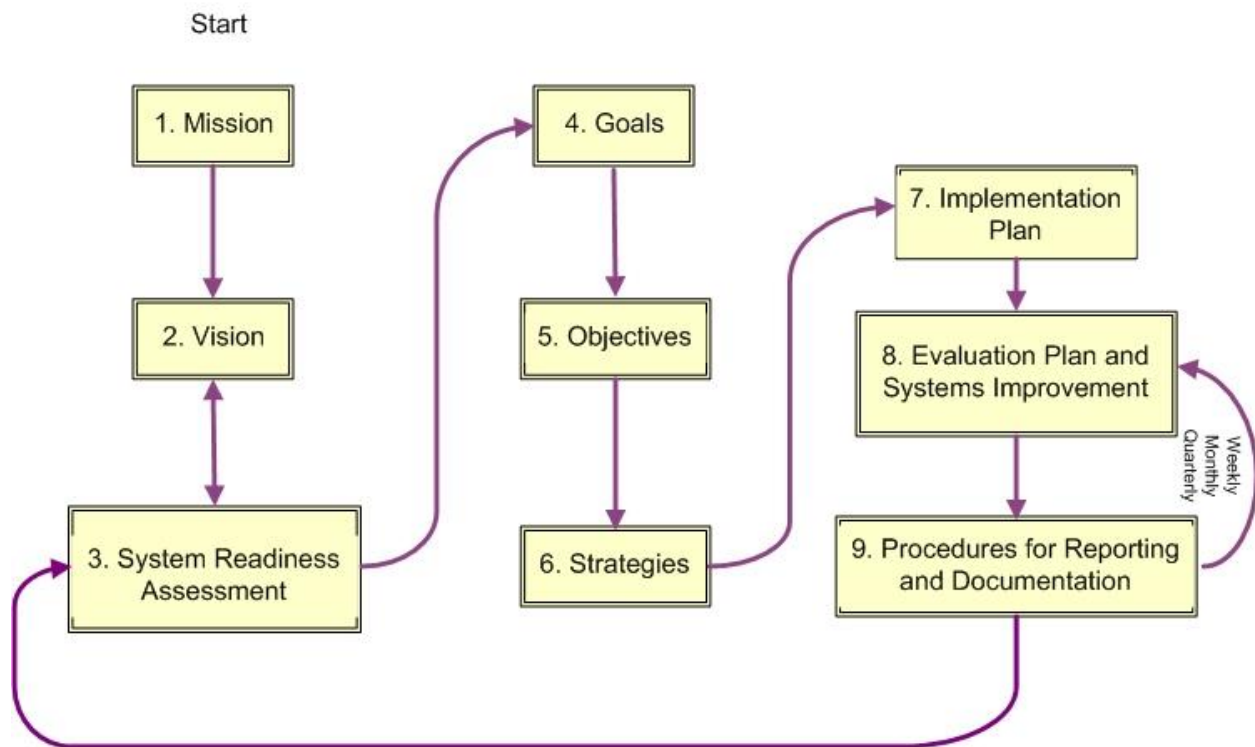 Start
1. Mission
2. Vision
3. System Readiness
Assessment
4. Goals
5. Objectives
6. Strategies
7. Implementation
Plan
8. Evaluation Plan and
Systems Improvement
Weekly
Monthly
Quarterly
9. Procedures for Reporting
and Documentation